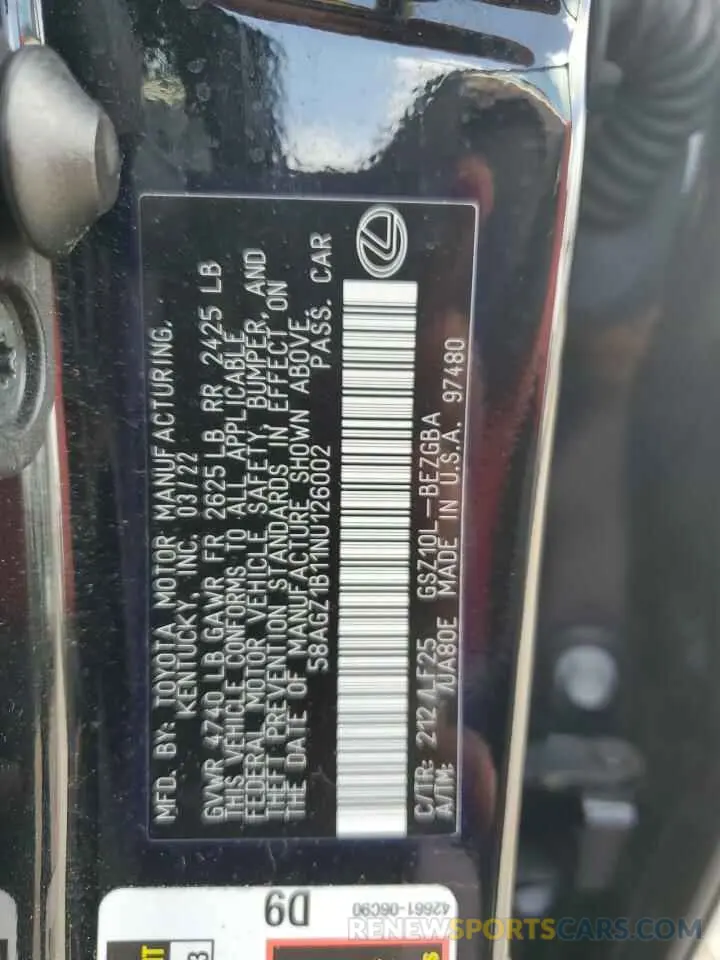 MFD. BY: TOYOTA MOTOR MANUFACTURING,
KENTUCKY, INC. 03/22
GVWR 4740 LB GAWR FR 2625 LB RR 2425 LB
THIS VEHICLE CONFORMS TO ALL APPLICABLE
FEDERAL MOTOR VEHICLE SAFETY, BUMPER, AND
THEFT PREVENTION STANDARDS IN EFFECT ON
THE DATE OF MANUFACTURE SHOWN ABOVE.
58AGZ1B11NU126002 PASS. CAR
C/TR: 212 /LF25 GSZ10L-BEZGBA
A/TM: /UA80E MADE IN U.S.A. 97480
D9
42661-06C90
RENEWCARS-SECOND.COM